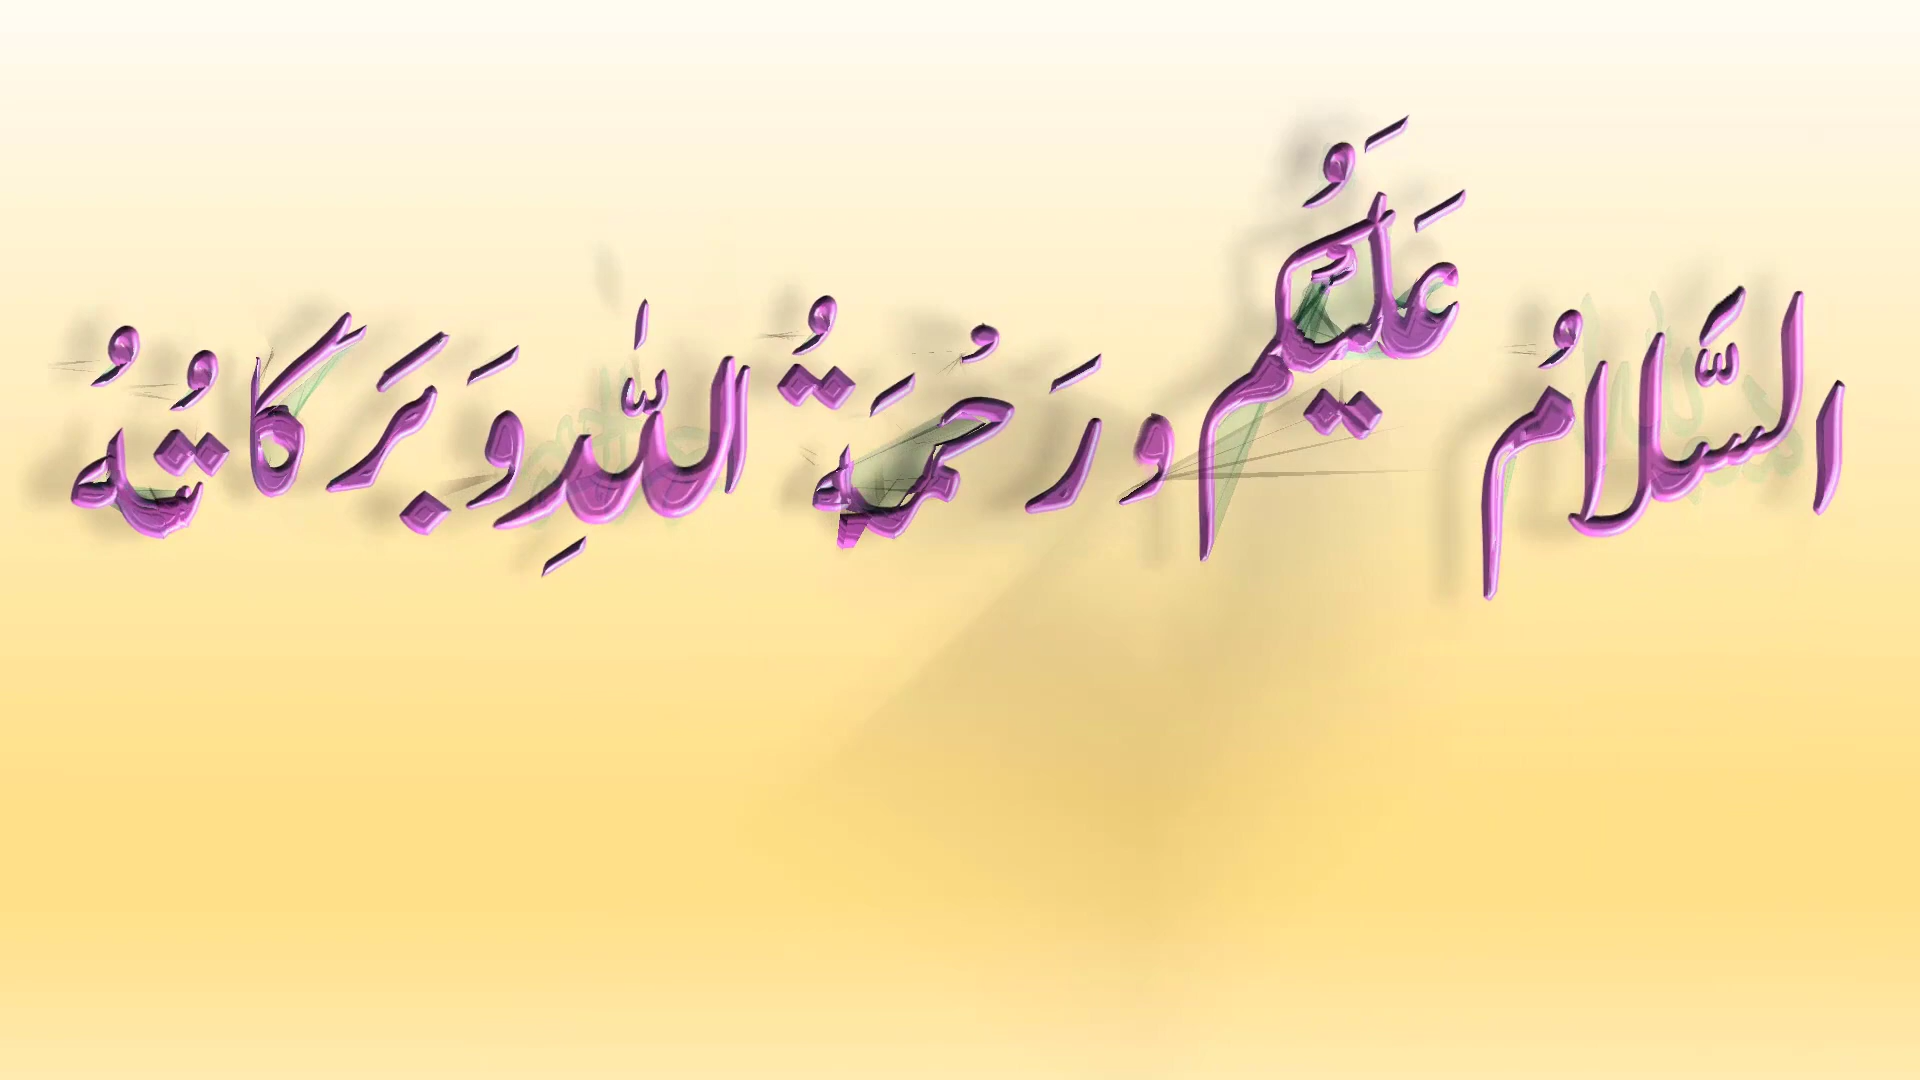 السَّلَامُ عَلَيْكُمْ وَرَحْمَةُ اللّٰهِ وَبَرَكَاتُهُ